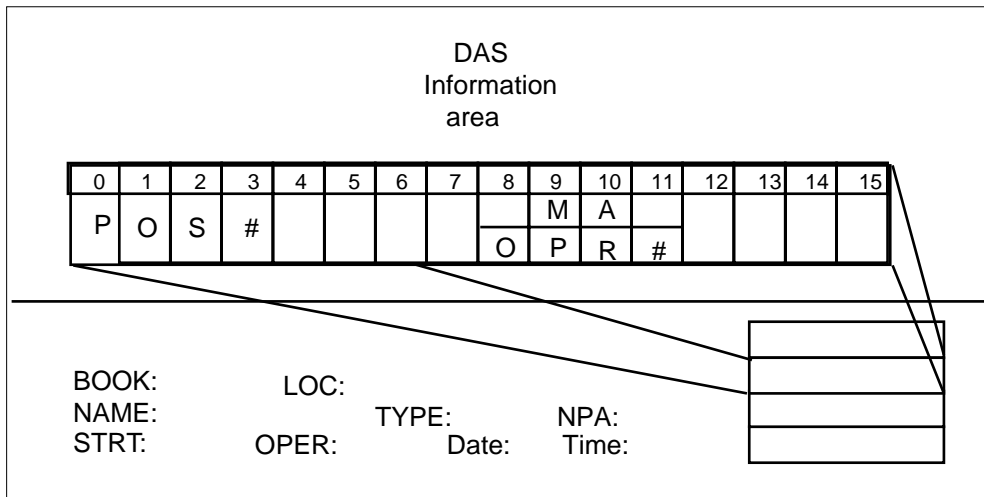 DAS
Information
area
0 1 2 3 4 5 6 7 8 9 10 11 12 13 14 15
M A
P O S #
O P R #
BOOK: LOC:
NAME: TYPE: NPA:
STRT: OPER: Date: Time: